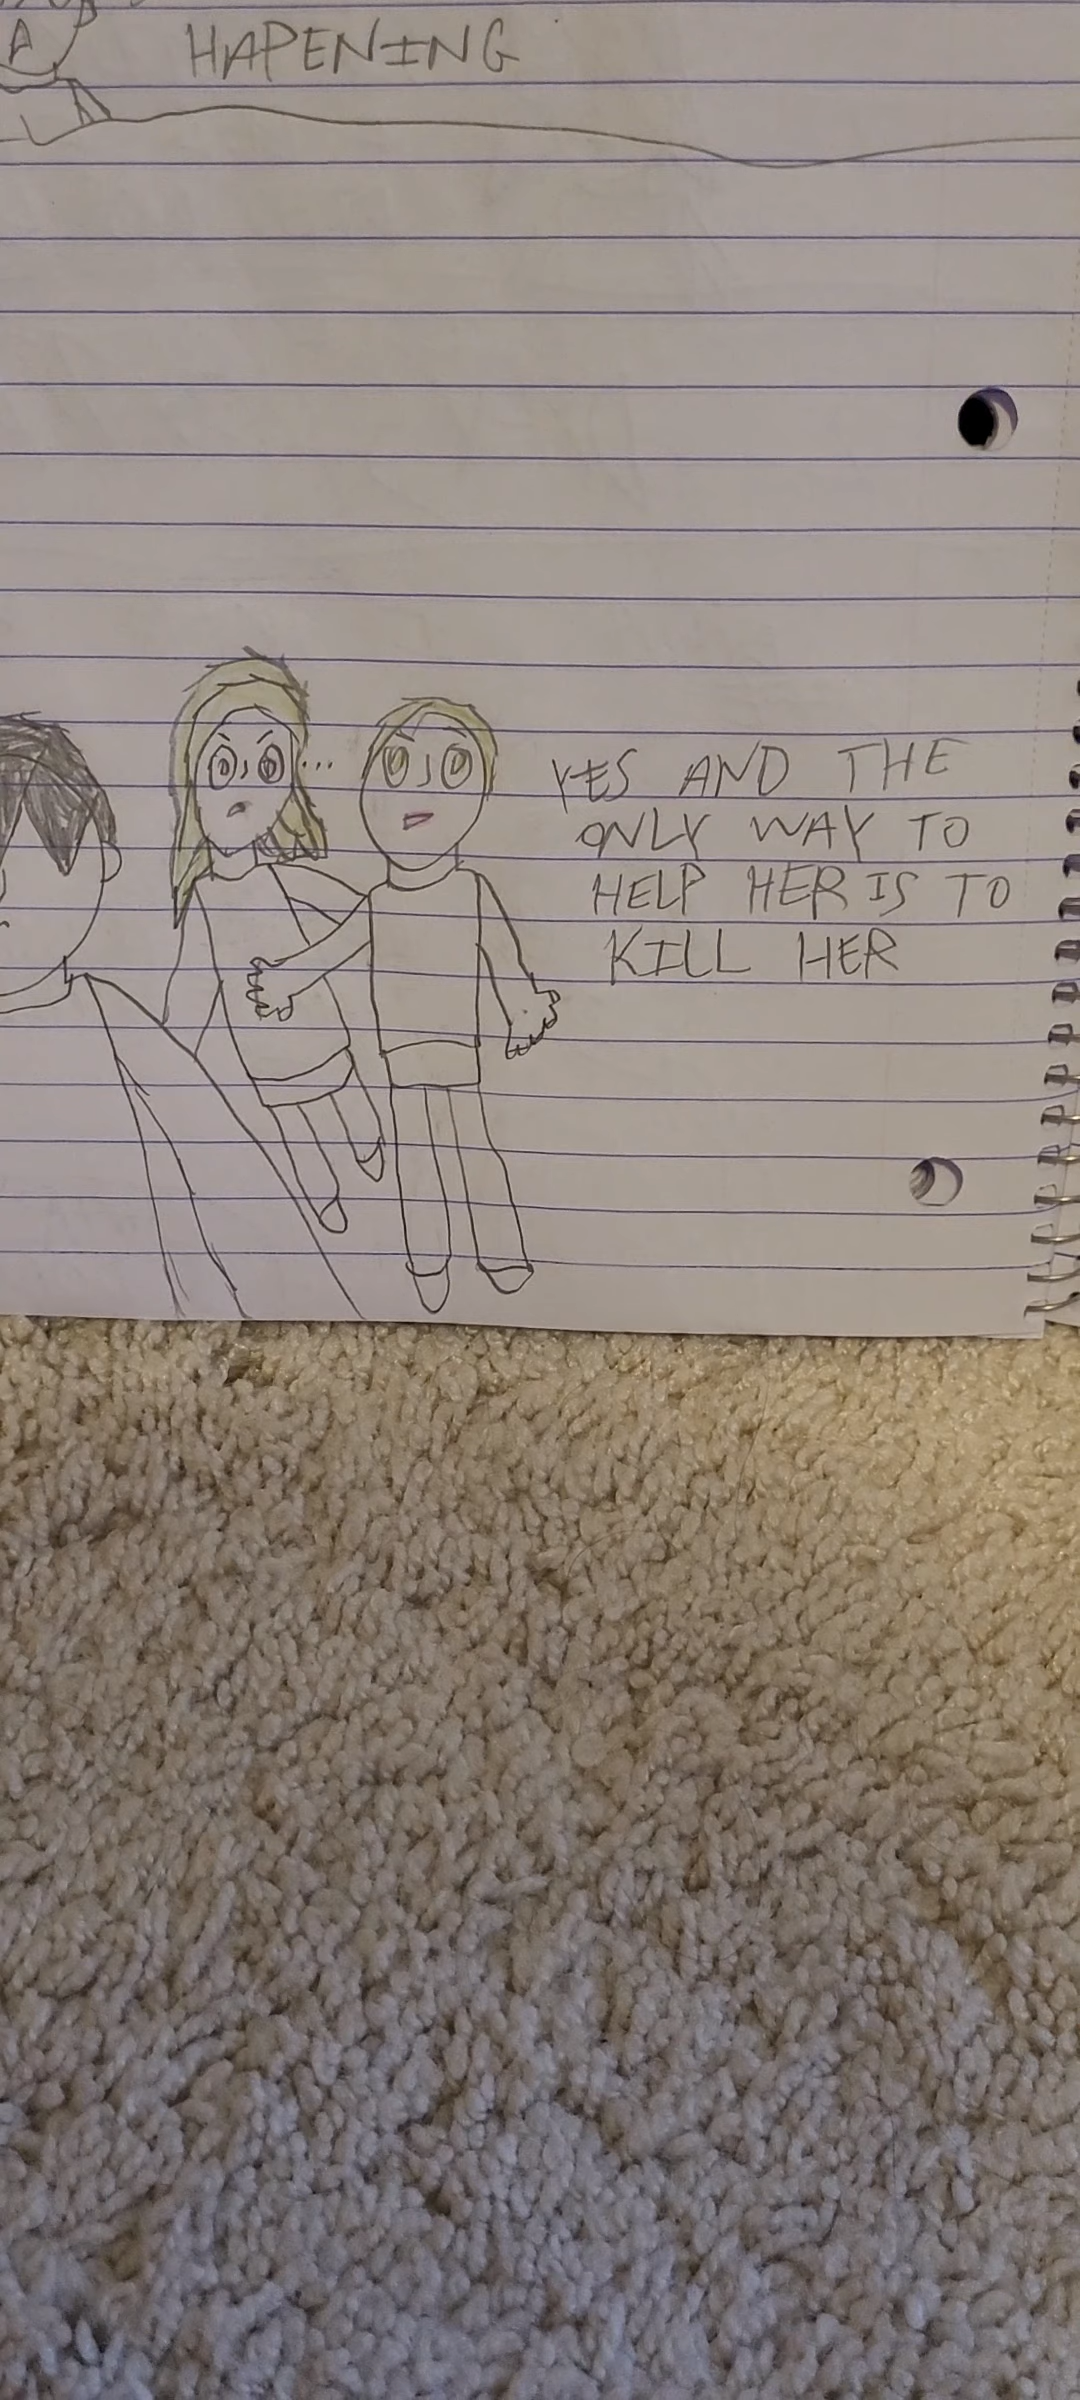 HAPENING
...
YES AND THE
ONLY WAY TO
HELP HER IS TO
KILL HER